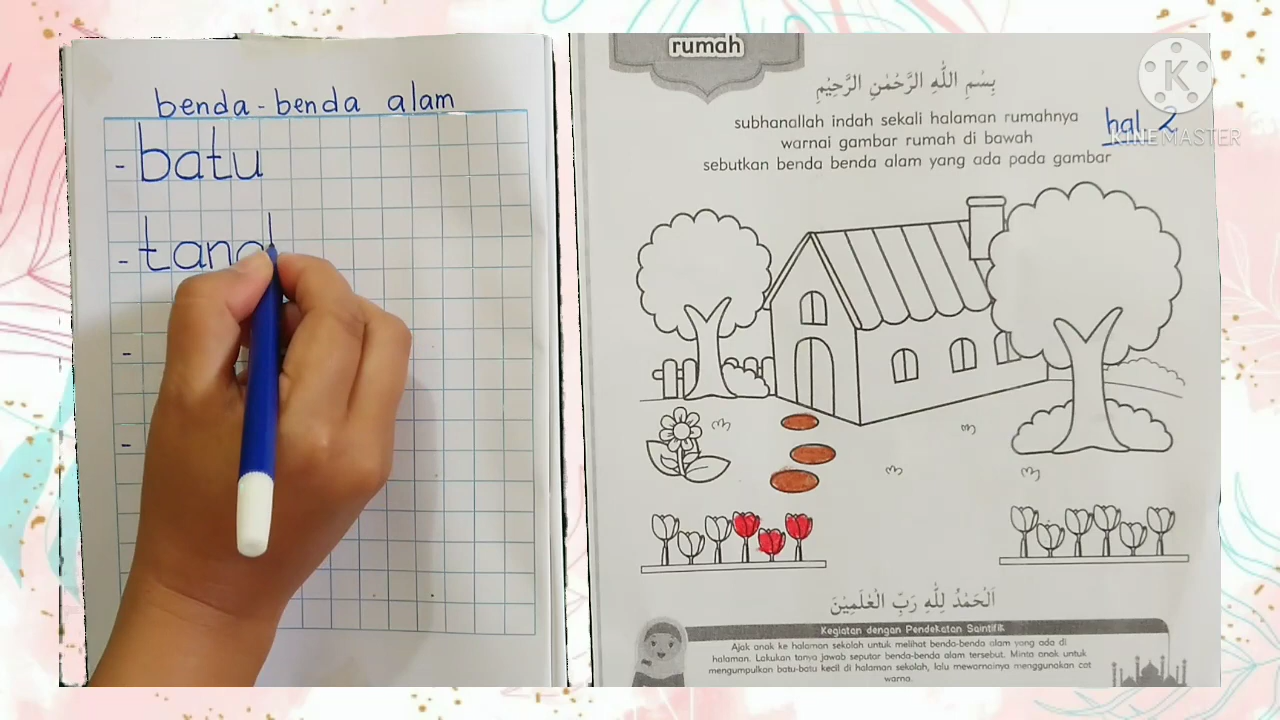 benda-benda alam
- batu
- tana
-
-
rumah
بِسْمِ اللّٰهِ الرَّحْمٰنِ الرَّحِيْمِ
subhanallah indah sekali halaman rumahnya
warnai gambar rumah di bawah
sebutkan benda benda alam yang ada pada gambar
hal 2
K
KINEMASTER
اَلْحَمْدُ لِلّٰهِ رَبِّ الْعٰلَمِيْنَ
Kegiatan dengan Pendekatan Saintifik
Ajak anak ke halaman sekolah untuk melihat benda-benda alam yang ada di
halaman. Lakukan tanya jawab seputar benda-benda alam tersebut. Minta anak untuk
mengumpulkan batu-batu kecil di halaman sekolah, lalu mewarnainya menggunakan cat
warna.